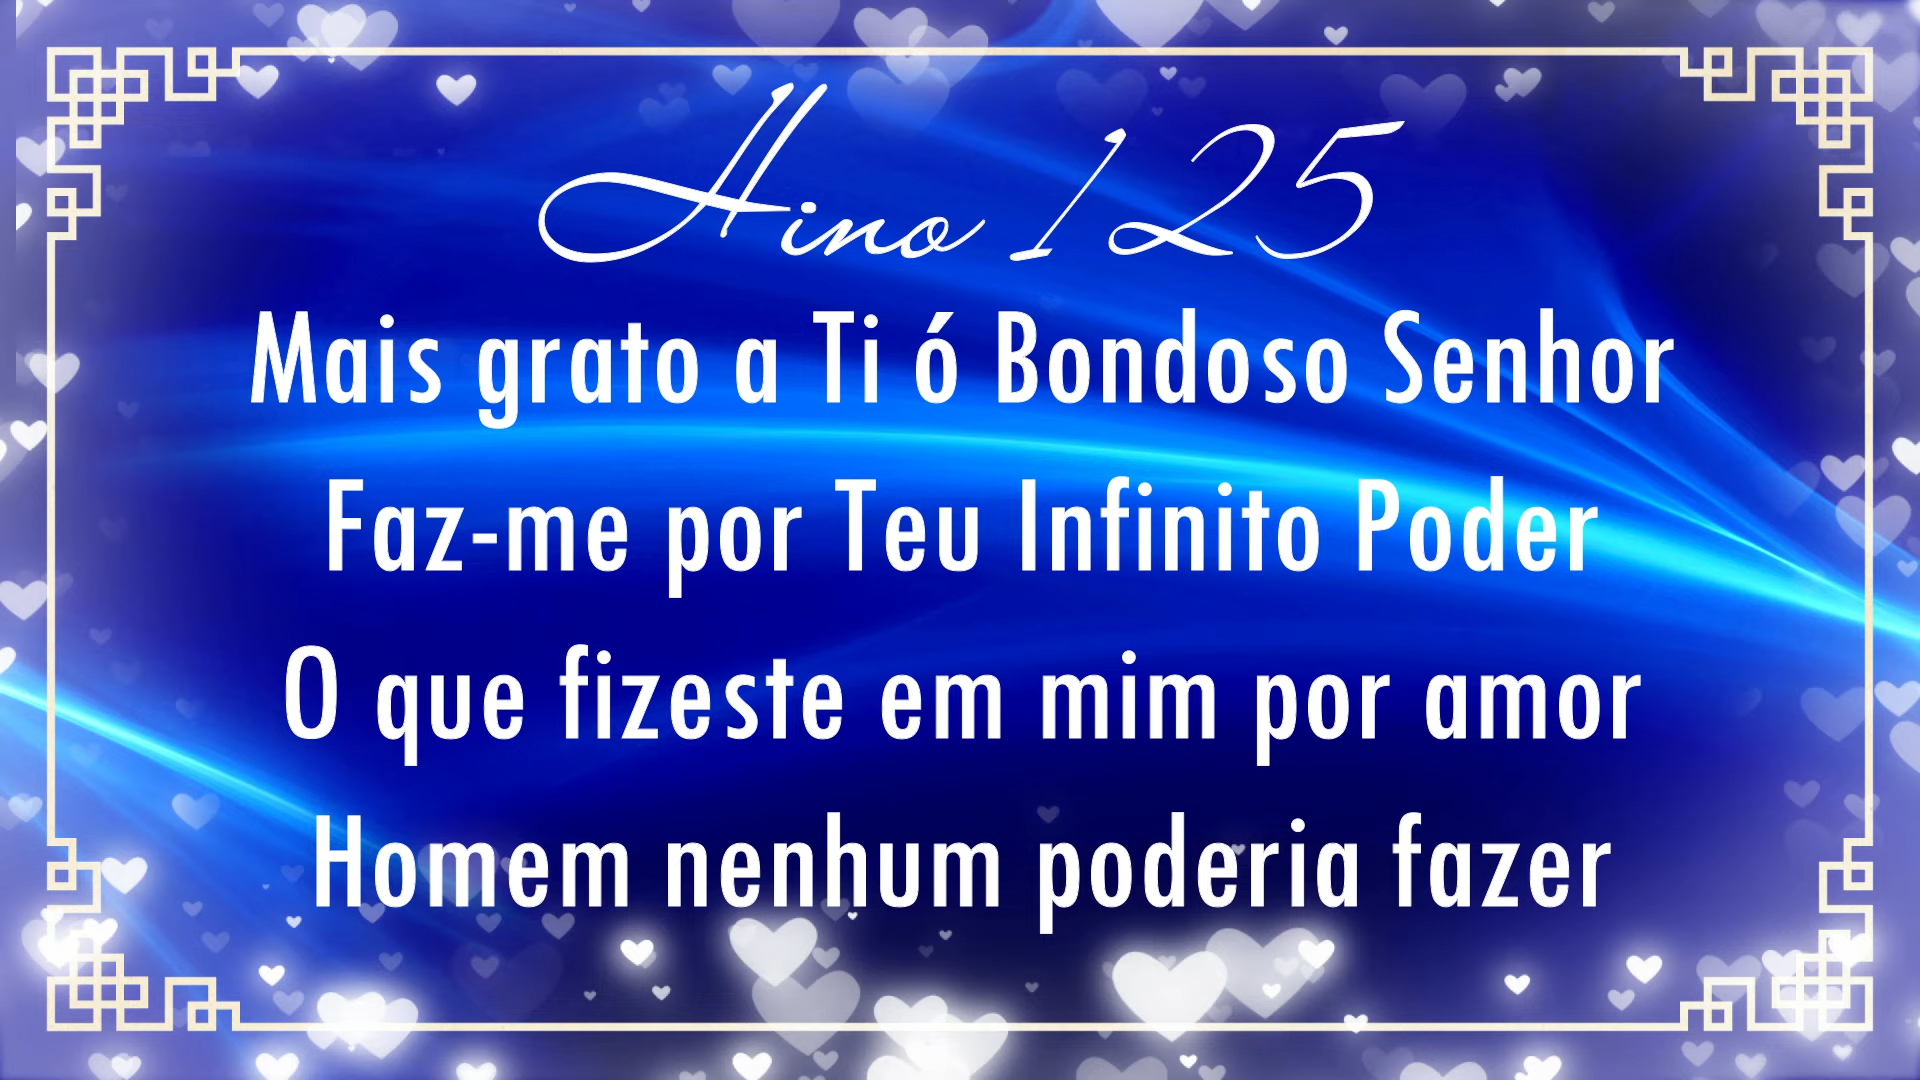 Hino 125
Mais grato a Ti ó Bondoso Senhor
Faz-me por Teu Infinito Poder
O que fizeste em mim por amor
Homem nenhum poderia fazer